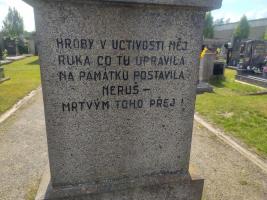 HROBY V UCTIVOSTI MĚJ
RUKA CO TU UPRAVILA
NA PAMÁTKU POSTAVILA
NERUŠ –
MRTVÝM TOHO PŘEJ !